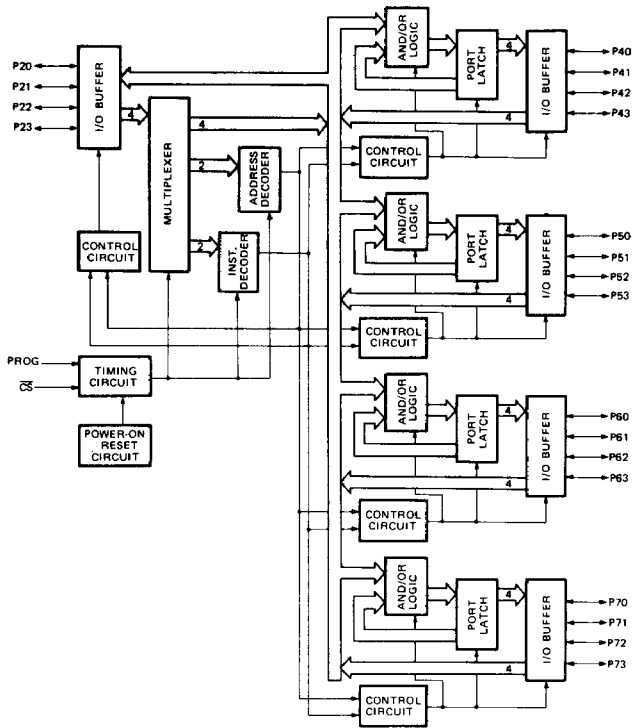 P20
P21
P22
P23
I/O BUFFER
4
MULTIPLEXER
4
2
2
ADDRESS
DECODER
INST.
DECODER
CONTROL
CIRCUIT
PROG
CS
TIMING
CIRCUIT
POWER-ON
RESET
CIRCUIT
AND/OR
LOGIC
4
PORT
LATCH
4
I/O BUFFER
P40
P41
P42
P43
CONTROL
CIRCUIT
AND/OR
LOGIC
4
PORT
LATCH
4
I/O BUFFER
P50
P51
P52
P53
CONTROL
CIRCUIT
AND/OR
LOGIC
4
PORT
LATCH
4
I/O BUFFER
P60
P61
P62
P63
CONTROL
CIRCUIT
AND/OR
LOGIC
4
PORT
LATCH
4
I/O BUFFER
P70
P71
P72
P73
CONTROL
CIRCUIT